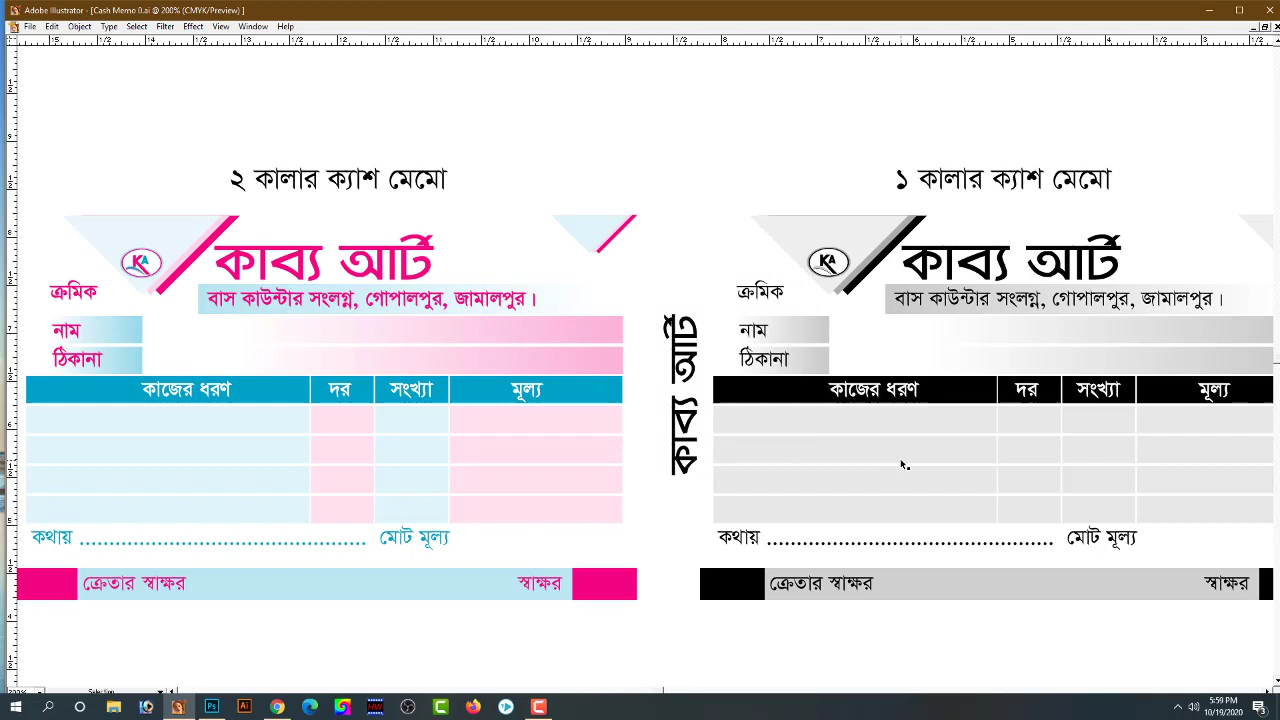 Adobe Illustrator - [Cash Memo 0.ai @ 200% (CMYK/Preview) ]
File Edit Object Type Select Filter Effect View Window Help
২ কালার ক্যাশ মেমো
KA
কাব্য আর্ট
ক্রমিক
বাস কাউন্টার সংলগ্ন, গোপালপুর, জামালপুর।
নাম
ঠিকানা
কাজের ধরণ দর সংখ্যা মূল্য
কথায় ................................................ মোট মূল্য
ক্রেতার স্বাক্ষর স্বাক্ষর
কাব্য আর্ট
১ কালার ক্যাশ মেমো
KA
কাব্য আর্ট
ক্রমিক
বাস কাউন্টার সংলগ্ন, গোপালপুর, জামালপুর।
নাম
ঠিকানা
কাজের ধরণ দর সংখ্যা মূল্য
কথায় ................................................ মোট মূল্য
ক্রেতার স্বাক্ষর স্বাক্ষর
Selection
5:59 PM
10/19/2020